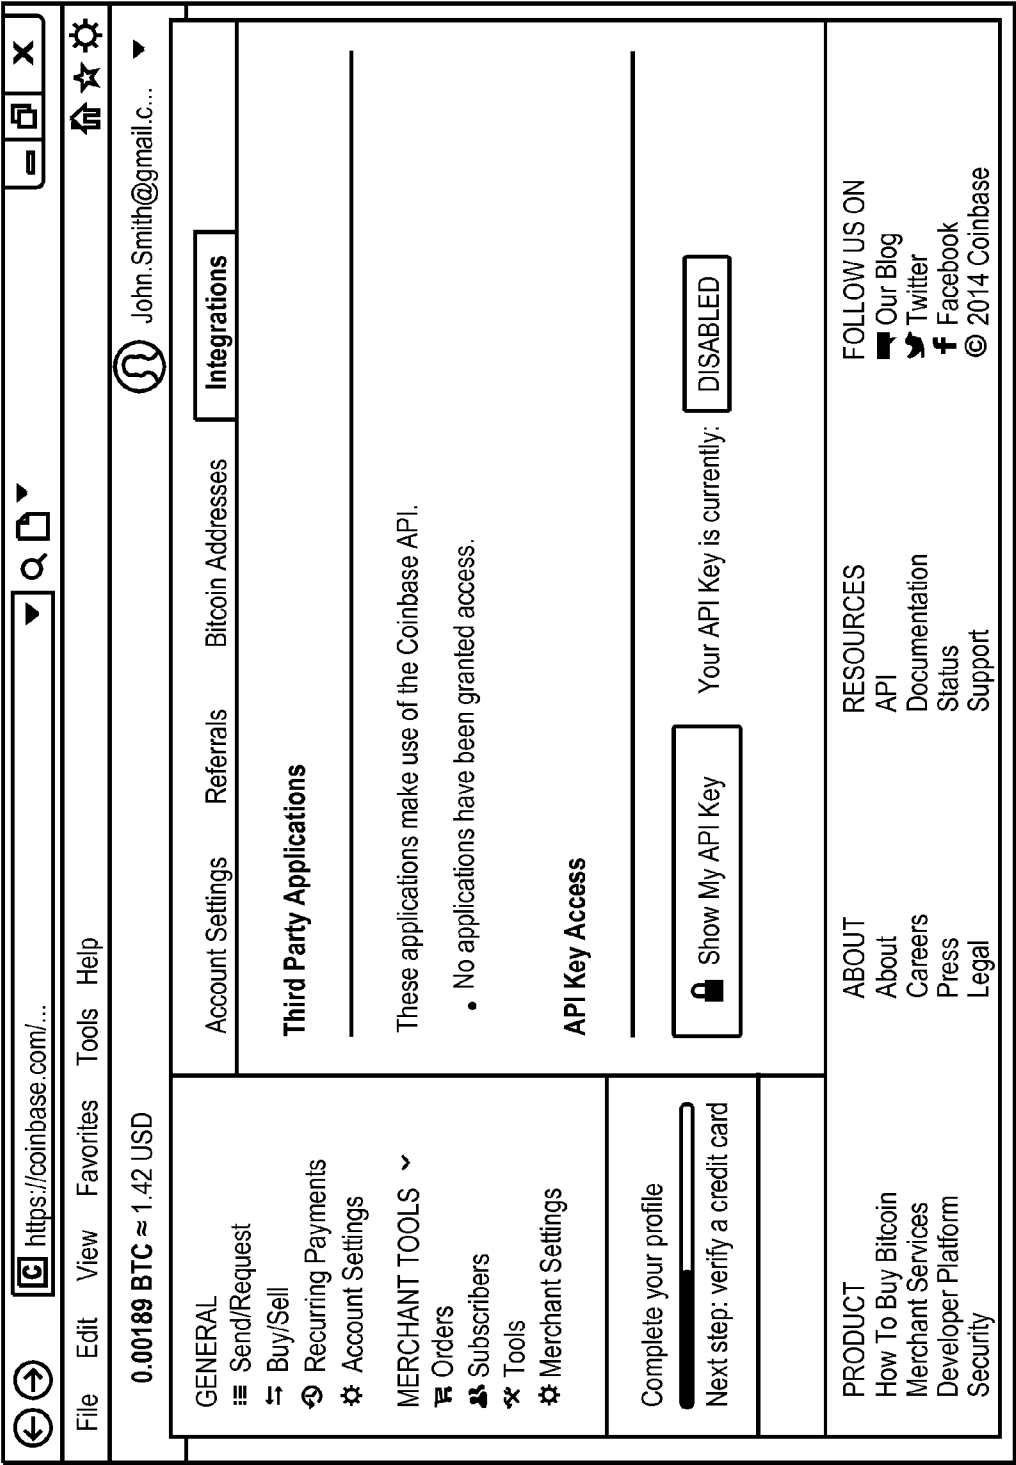 https://coinbase.com/...
File Edit View Favorites Tools Help
0.00189 BTC ≈ 1.42 USD
John.Smith@gmail.c...
GENERAL
Send/Request
Buy/Sell
Recurring Payments
Account Settings
MERCHANT TOOLS
Orders
Subscribers
Tools
Merchant Settings
Complete your profile
Next step: verify a credit card
Account Settings Referrals Bitcoin Addresses Integrations
Third Party Applications
These applications make use of the Coinbase API.
• No applications have been granted access.
API Key Access
Show My API Key Your API Key is currently: DISABLED
PRODUCT
How To Buy Bitcoin
Merchant Services
Developer Platform
Security
ABOUT
About
Careers
Press
Legal
RESOURCES
API
Documentation
Status
Support
FOLLOW US ON
Our Blog
Twitter
Facebook
© 2014 Coinbase